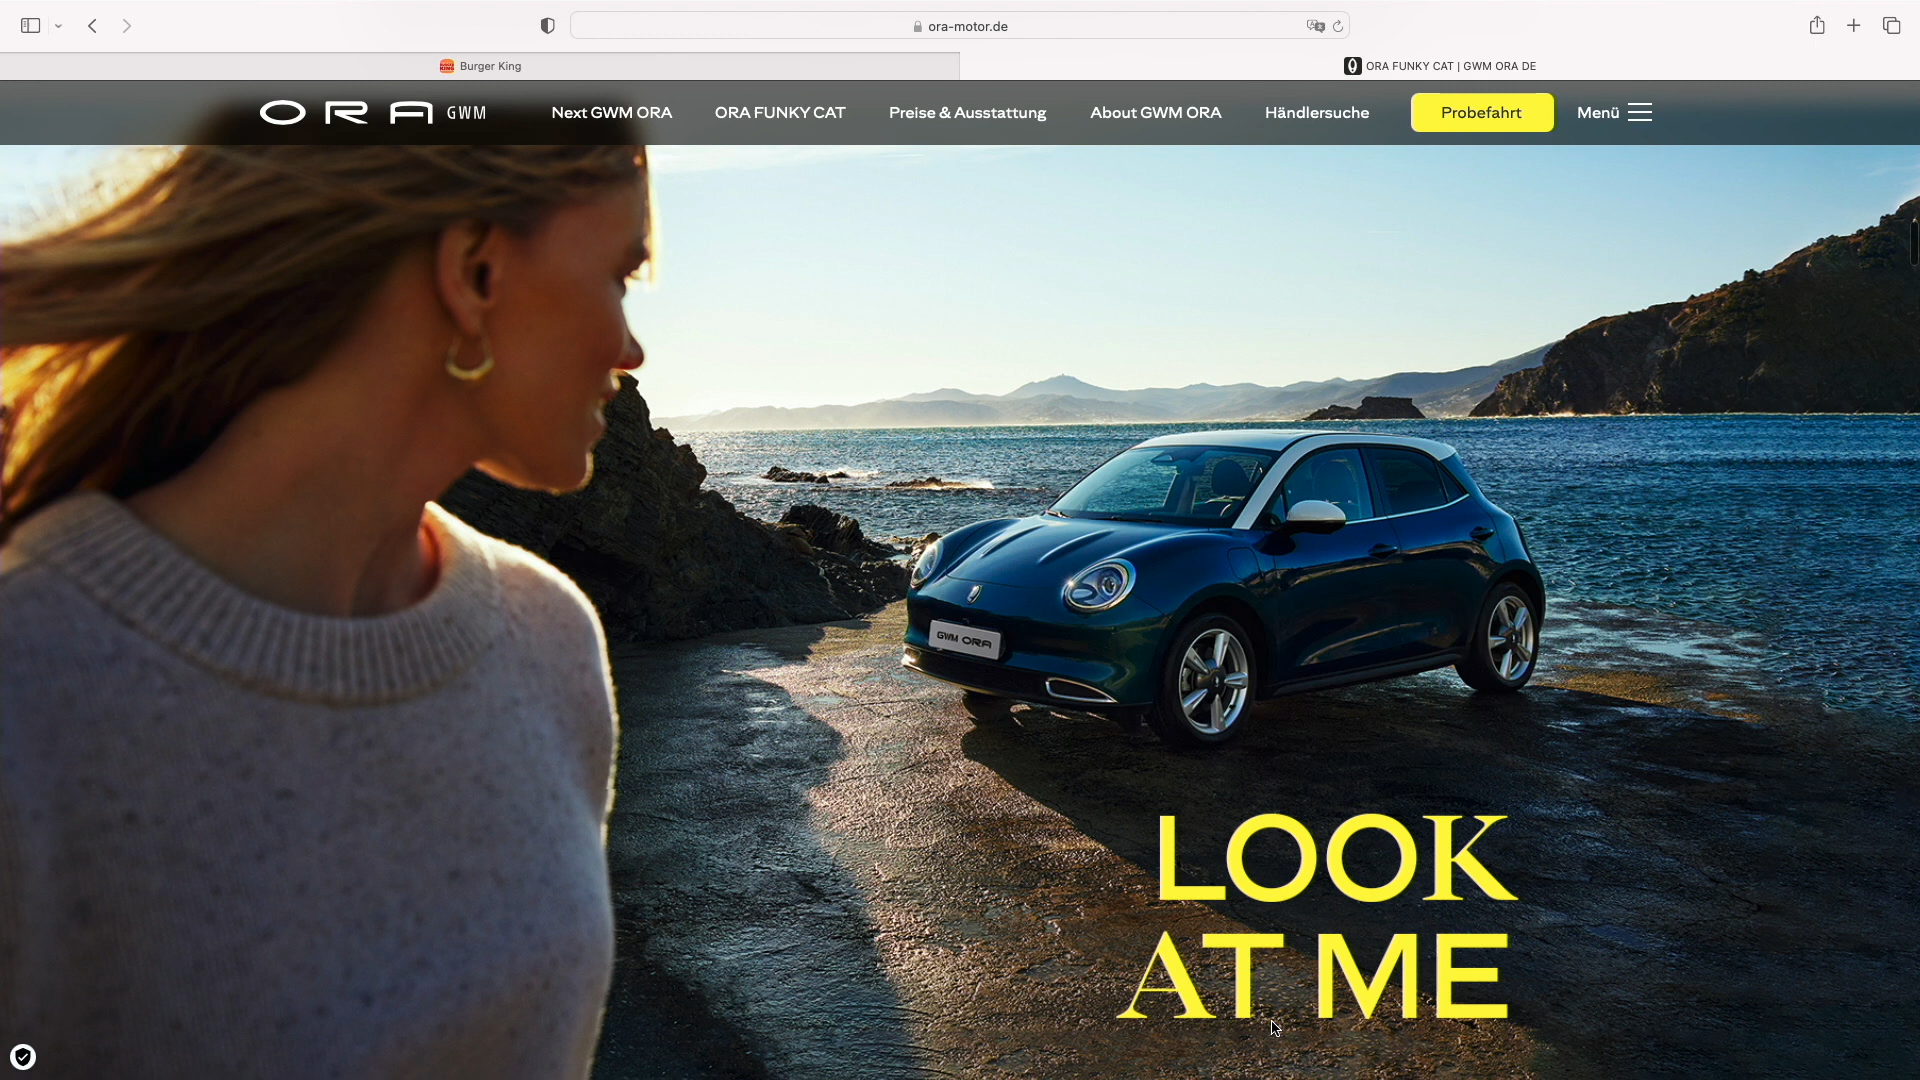 ora-motor.de
Burger King
ORA FUNKY CAT | GWM ORA DE
ORA GWM
Next GWM ORA
ORA FUNKY CAT
Preise & Ausstattung
About GWM ORA
Händlersuche
Probefahrt
Menü
GWM ORA
LOOK
AT ME